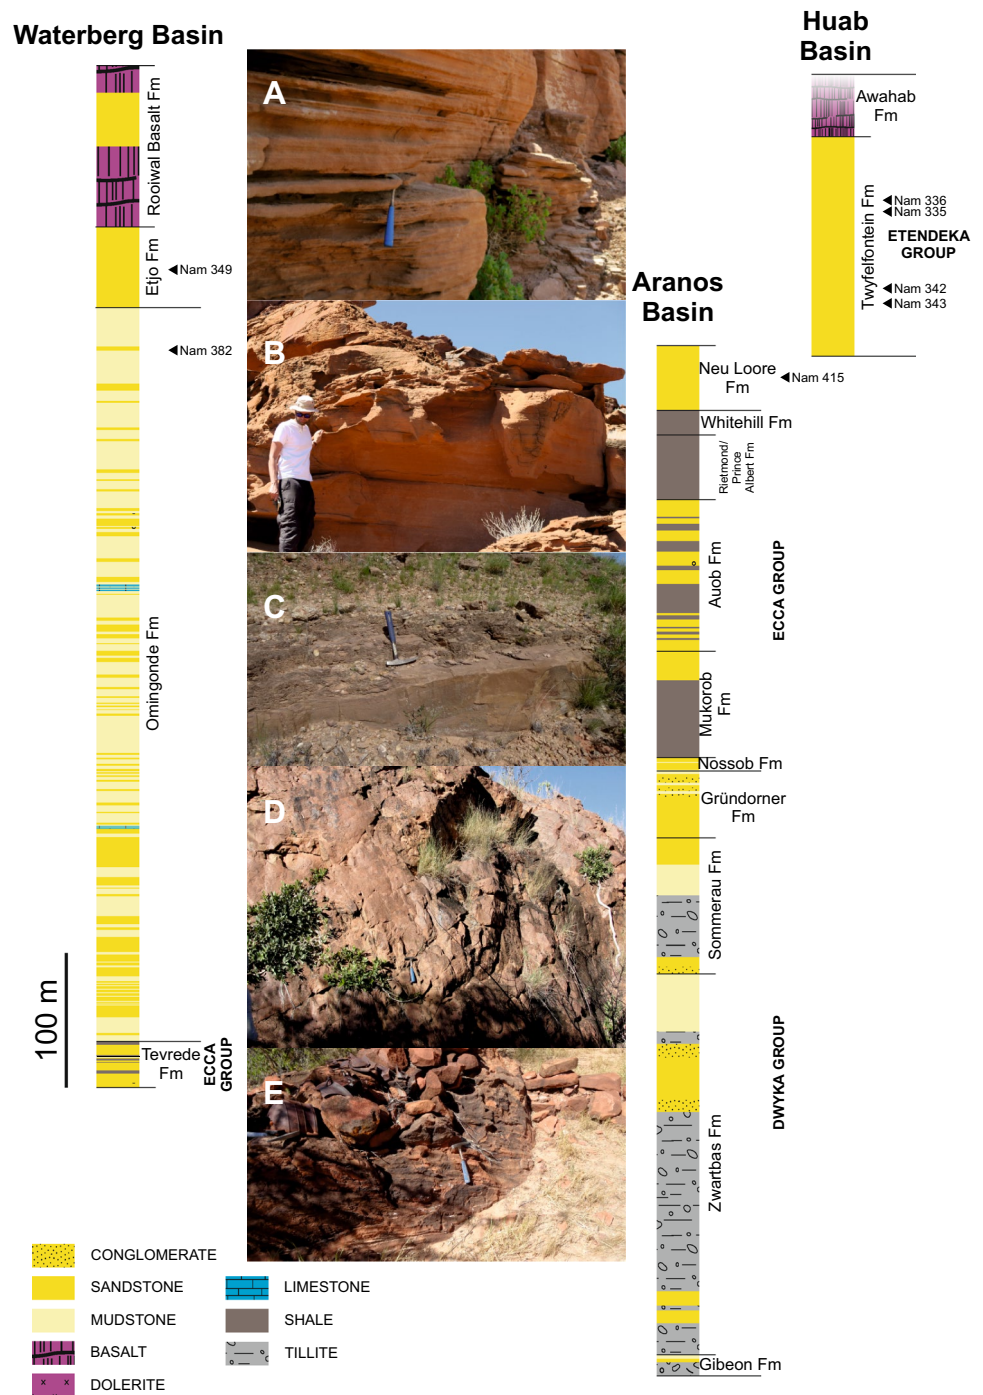 Waterberg Basin
Rooiwal Basalt Fm
Etjo Fm
Nam 349
Nam 382
Omingonde Fm
100 m
Tevrede
Fm
ECCA
GROUP
A
B
C
D
E
Huab
Basin
Awahab
Fm
Twyfelfontein Fm
Nam 336
Nam 335
ETENDEKA
GROUP
Nam 342
Nam 343
Aranos
Basin
Neu Loore
Fm
Nam 415
Whitehill Fm
Rietmond/
Prince
Albert Fm
Auob Fm
ECCA GROUP
Mukorob
Fm
Nossob Fm
Gründorner
Fm
Sommerau Fm
DWYKA GROUP
Zwartbas Fm
Gibeon Fm
CONGLOMERATE
SANDSTONE
MUDSTONE
BASALT
DOLERITE
LIMESTONE
SHALE
TILLITE